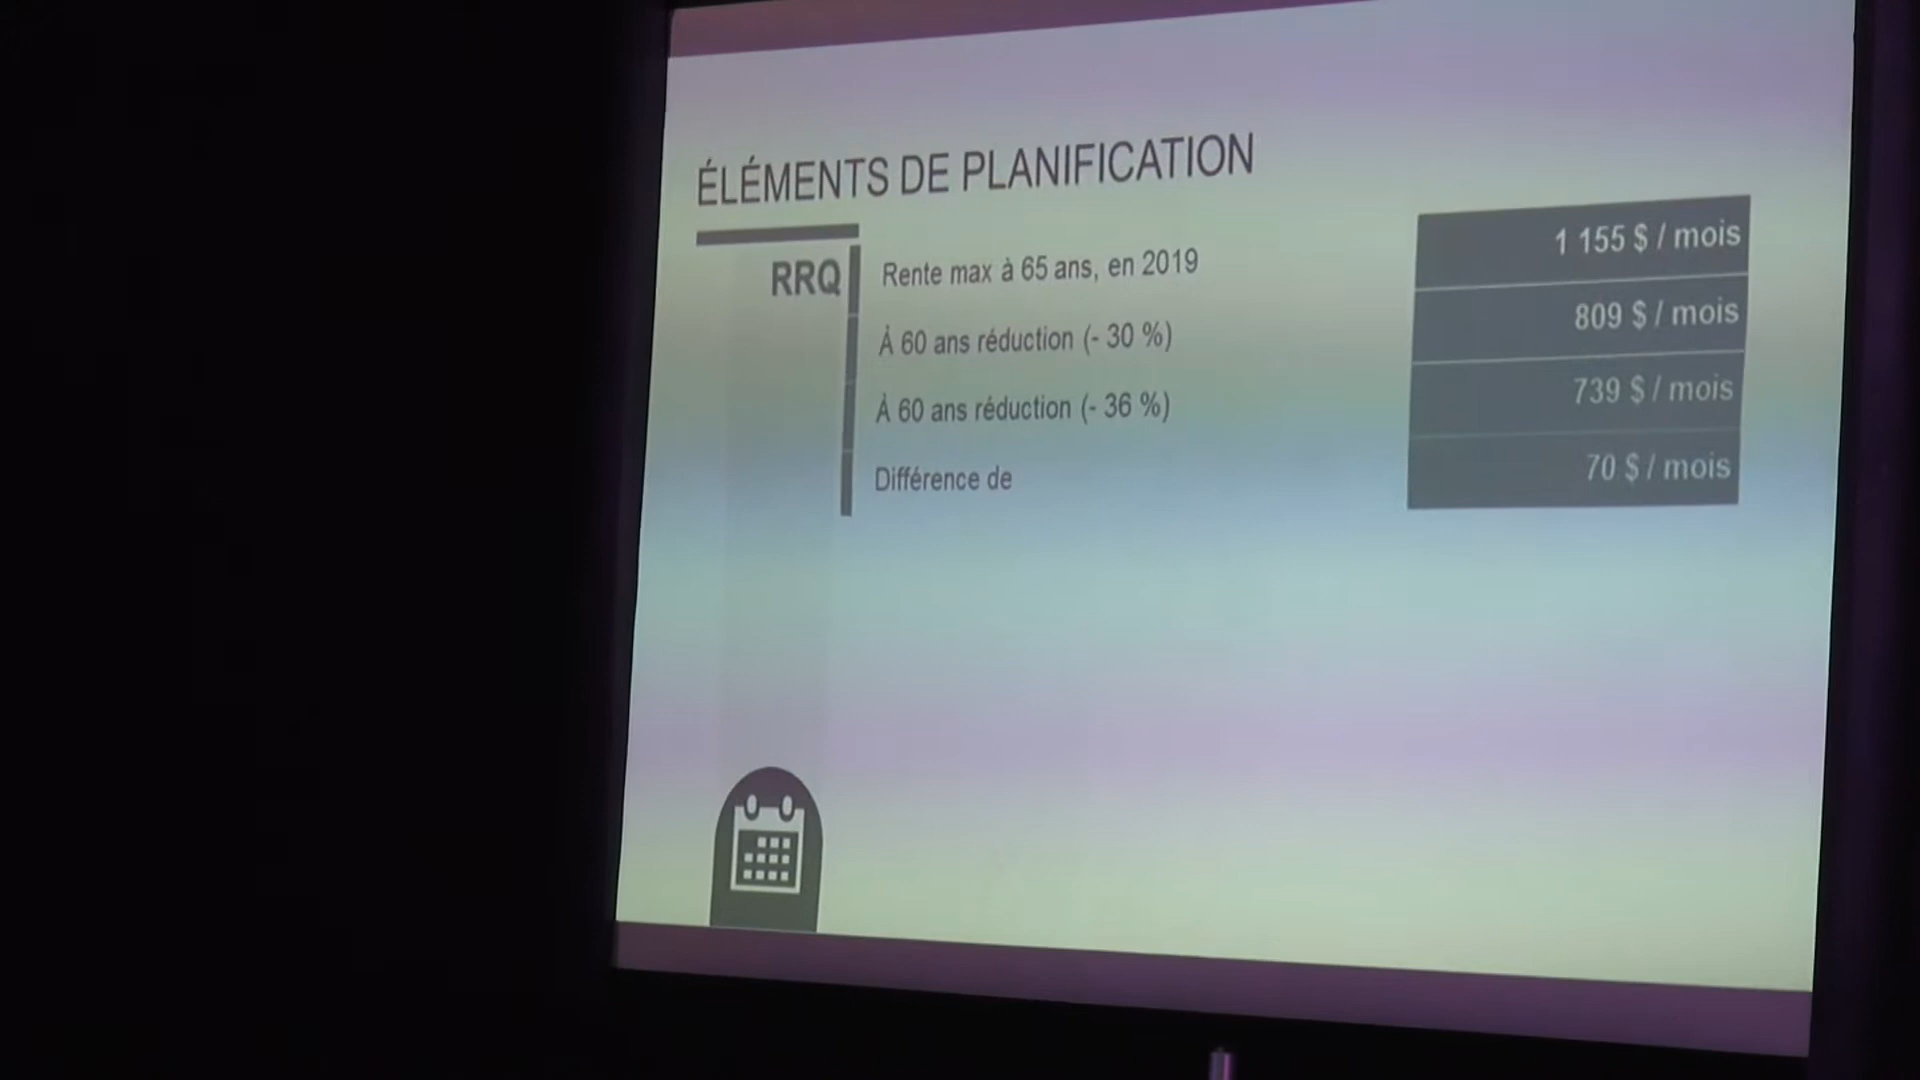 ÉLÉMENTS DE PLANIFICATION
RRQ
Rente max à 65 ans, en 2019 1 155 $ / mois
À 60 ans réduction (- 30 %) 809 $ / mois
À 60 ans réduction (- 36 %) 739 $ / mois
Différence de 70 $ / mois